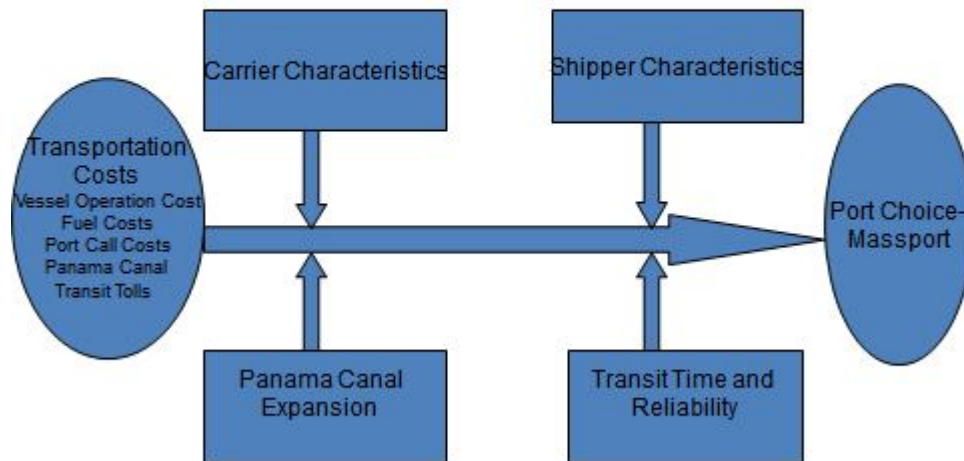 Carrier Characteristics
Shipper Characteristics
Transportation
Costs
Vessel Operation Cost
Fuel Costs
Port Call Costs
Panama Canal
Transit Tolls
Port Choice-
Massport
Panama Canal
Expansion
Transit Time and
Reliability